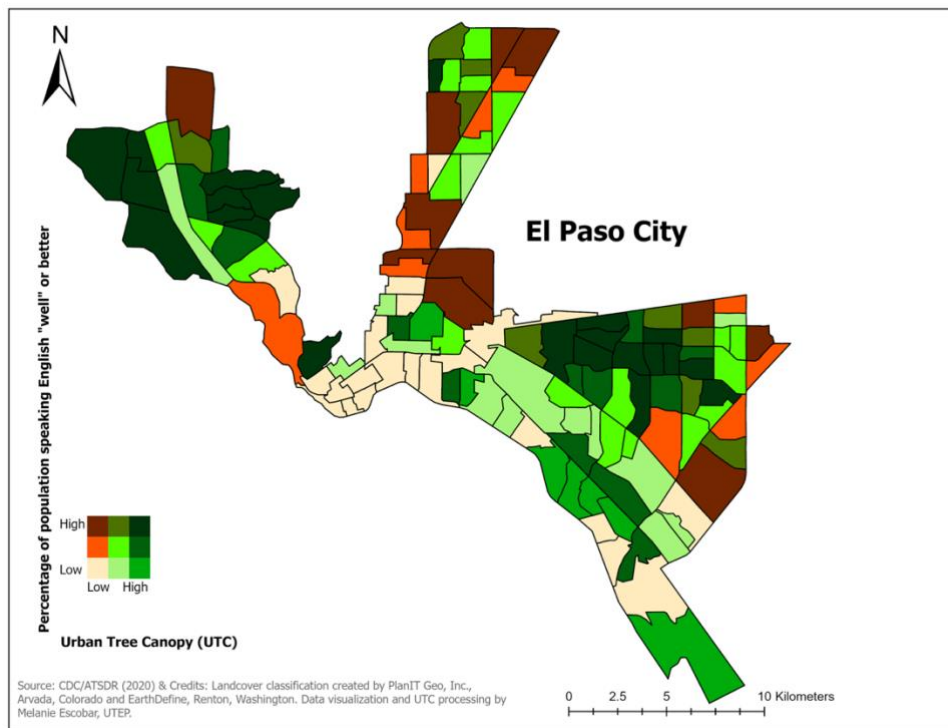 N
El Paso City
Percentage of population speaking English "well" or better
High
Low
Low High
Urban Tree Canopy (UTC)
Source: CDC/ATSDR (2020) & Credits: Landcover classification created by PlanIT Geo, Inc.,
Arvada, Colorado and EarthDefine, Renton, Washington. Data visualization and UTC processing by
Melanie Escobar, UTEP.
0 2.5 5 10 Kilometers